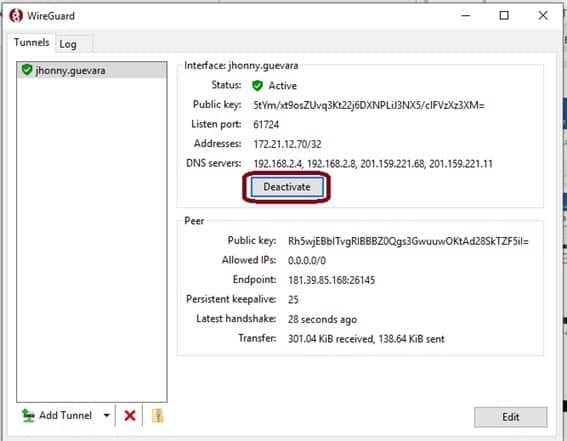 WireGuard
Tunnels
Log
jhonny.guevara
Interface: jhonny.guevara
Status: Active
Public key: 5tYm/xt9osZUvq3Kt22j6DXNPLiJ3NX5/cIFVzXz3XM=
Listen port: 61724
Addresses: 172.21.12.70/32
DNS servers: 192.168.2.4, 192.168.2.8, 201.159.221.68, 201.159.221.11
Deactivate
Peer
Public key: Rh5wjEBbITvgRIBBBZ0Qgs3GwuuwOKtAd28SkTZF5iI=
Allowed IPs: 0.0.0.0/0
Endpoint: 181.39.85.168:26145
Persistent keepalive: 25
Latest handshake: 28 seconds ago
Transfer: 301.04 KiB received, 138.64 KiB sent
Add Tunnel
Edit